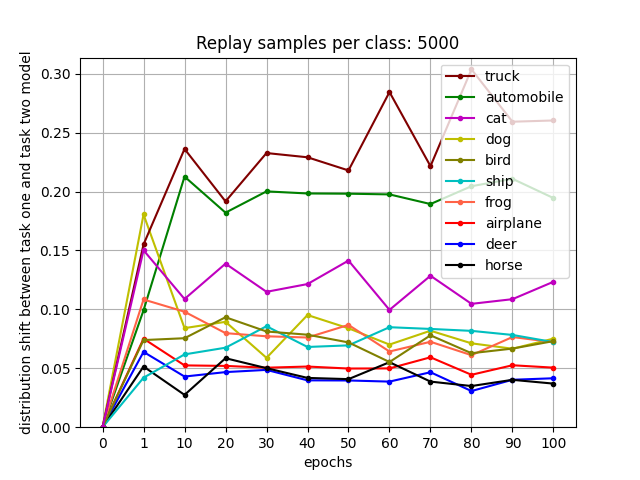 Replay samples per class: 5000
distribution shift between task one and task two model
0.30
0.25
0.20
0.15
0.10
0.05
0.00
truck
automobile
cat
dog
bird
ship
frog
airplane
deer
horse
0 1 10 20 30 40 50 60 70 80 90 100
epochs